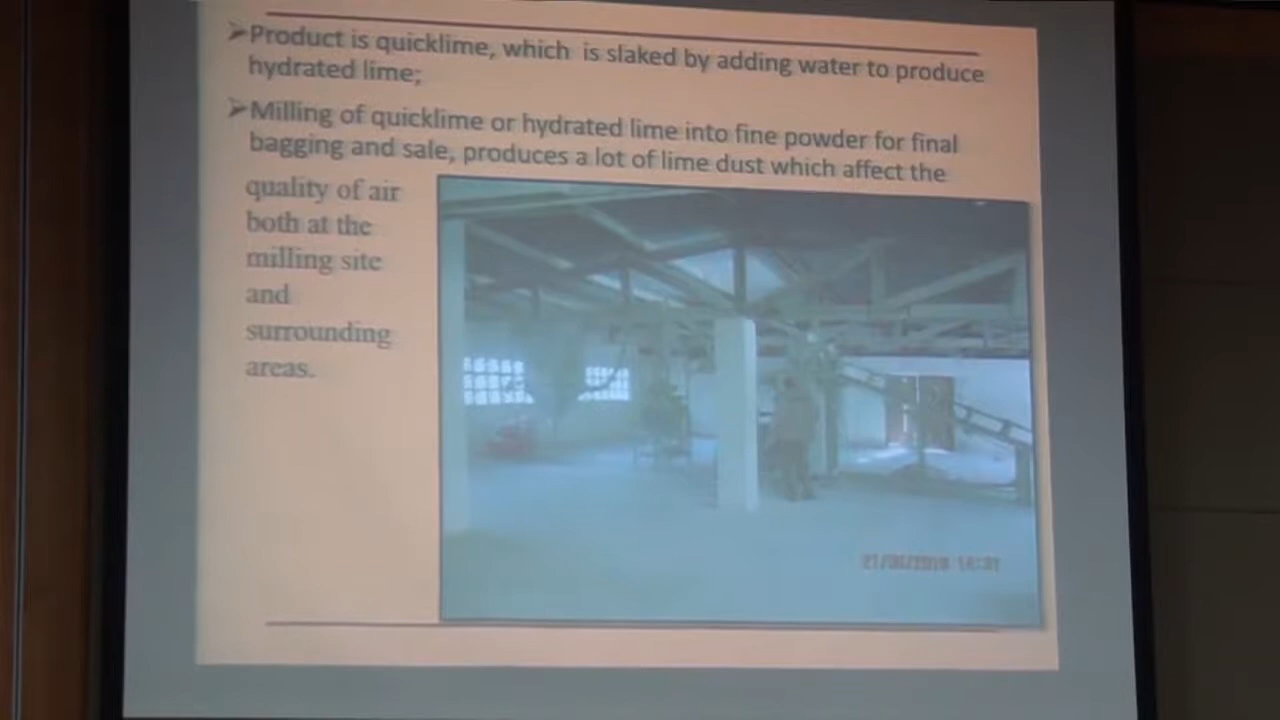 ➢Product is quicklime, which is slaked by adding water to produce
hydrated lime;
➢Milling of quicklime or hydrated lime into fine powder for final
bagging and sale, produces a lot of lime dust which affect the
quality of air
both at the
milling site
and
surrounding
areas.